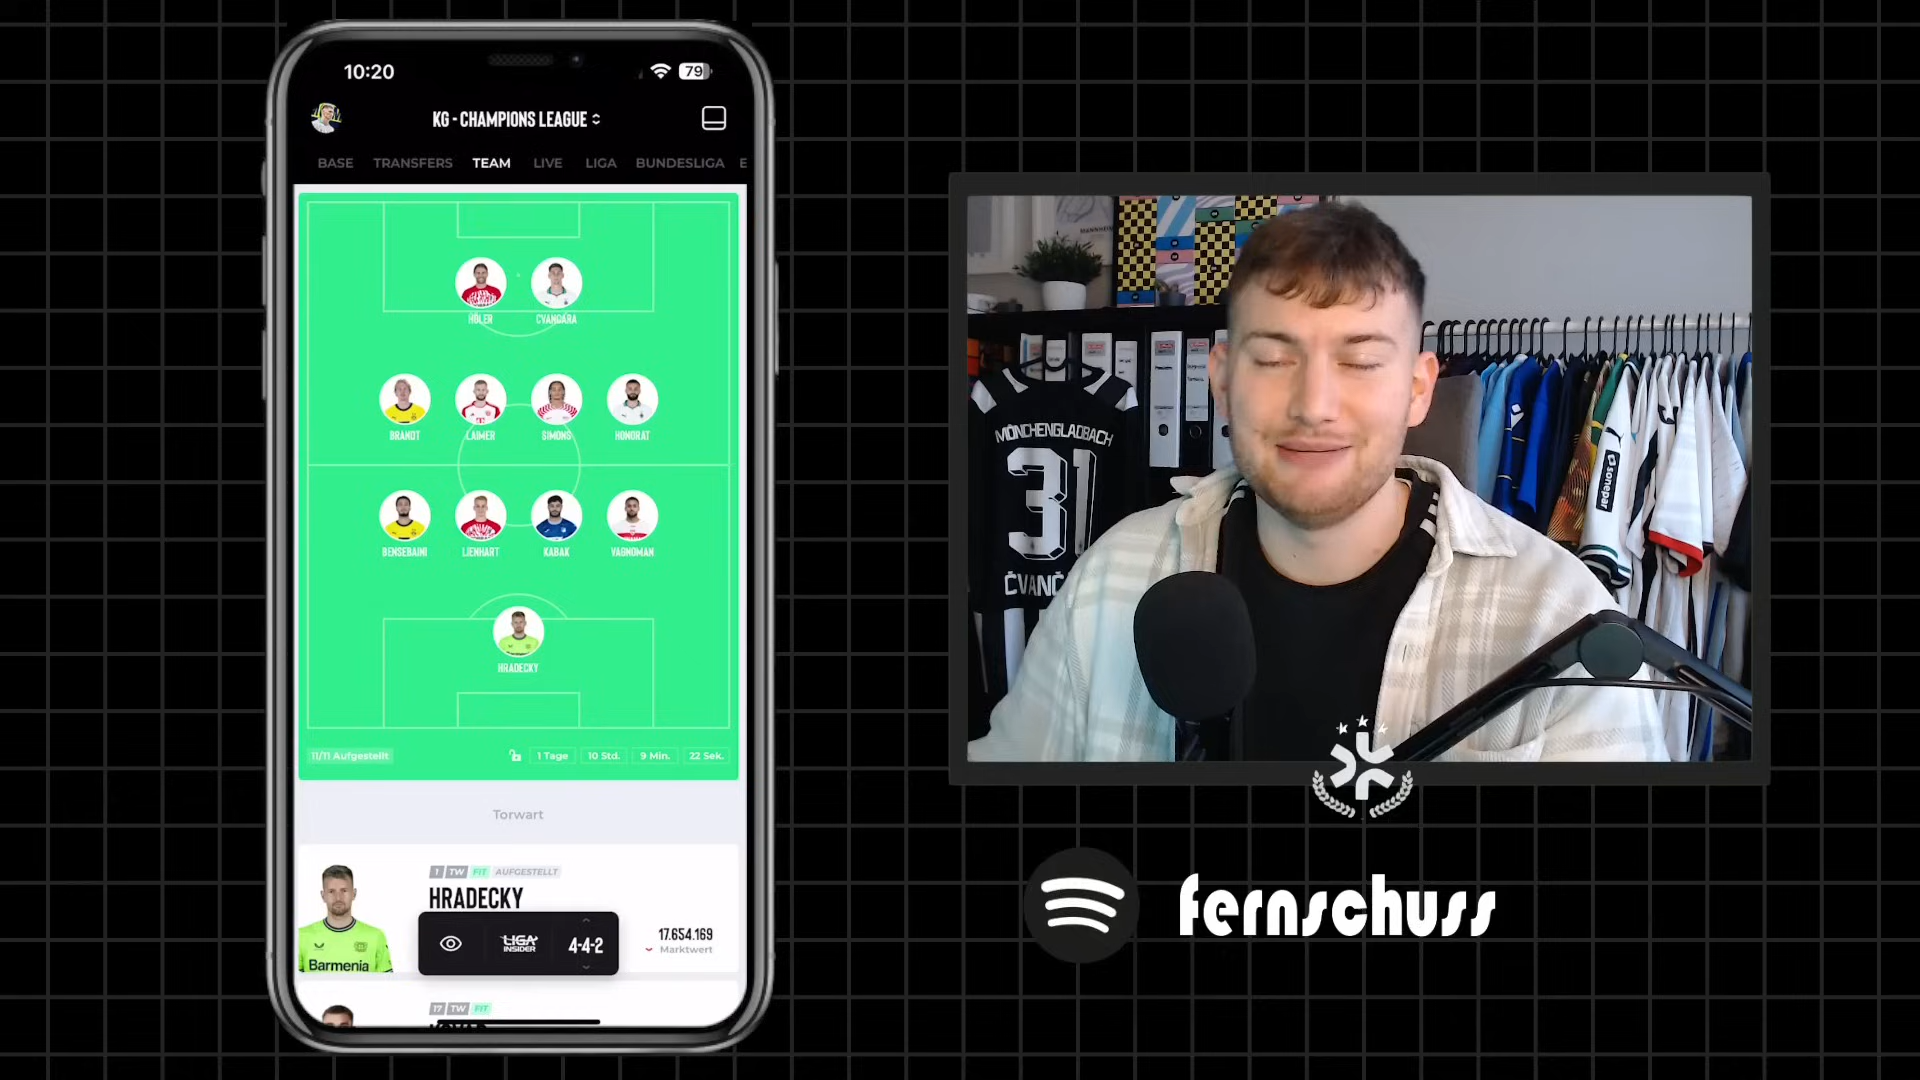 10:20
79
KG - CHAMPIONS LEAGUE
BASE TRANSFERS TEAM LIVE LIGA BUNDESLIGA E
HÖLER CVANCARA
BRANDT LAIMER SIMONS HONORAT
BENSEBAINI LIENHART KABAK VAGNOMAN
HRADECKY
11/11 Aufgestellt 1 Tage 10 Std. 9 Min. 22 Sek.
Torwart
1 TW FIT AUFGESTELLT
HRADECKY
17.654.169
Marktwert
LIGA
INSIDER
4-4-2
Barmenia
17 TW FIT
MANNHEIM
MÖNCHENGLADBACH
31
ČVANČ
sonepar
fernschuss